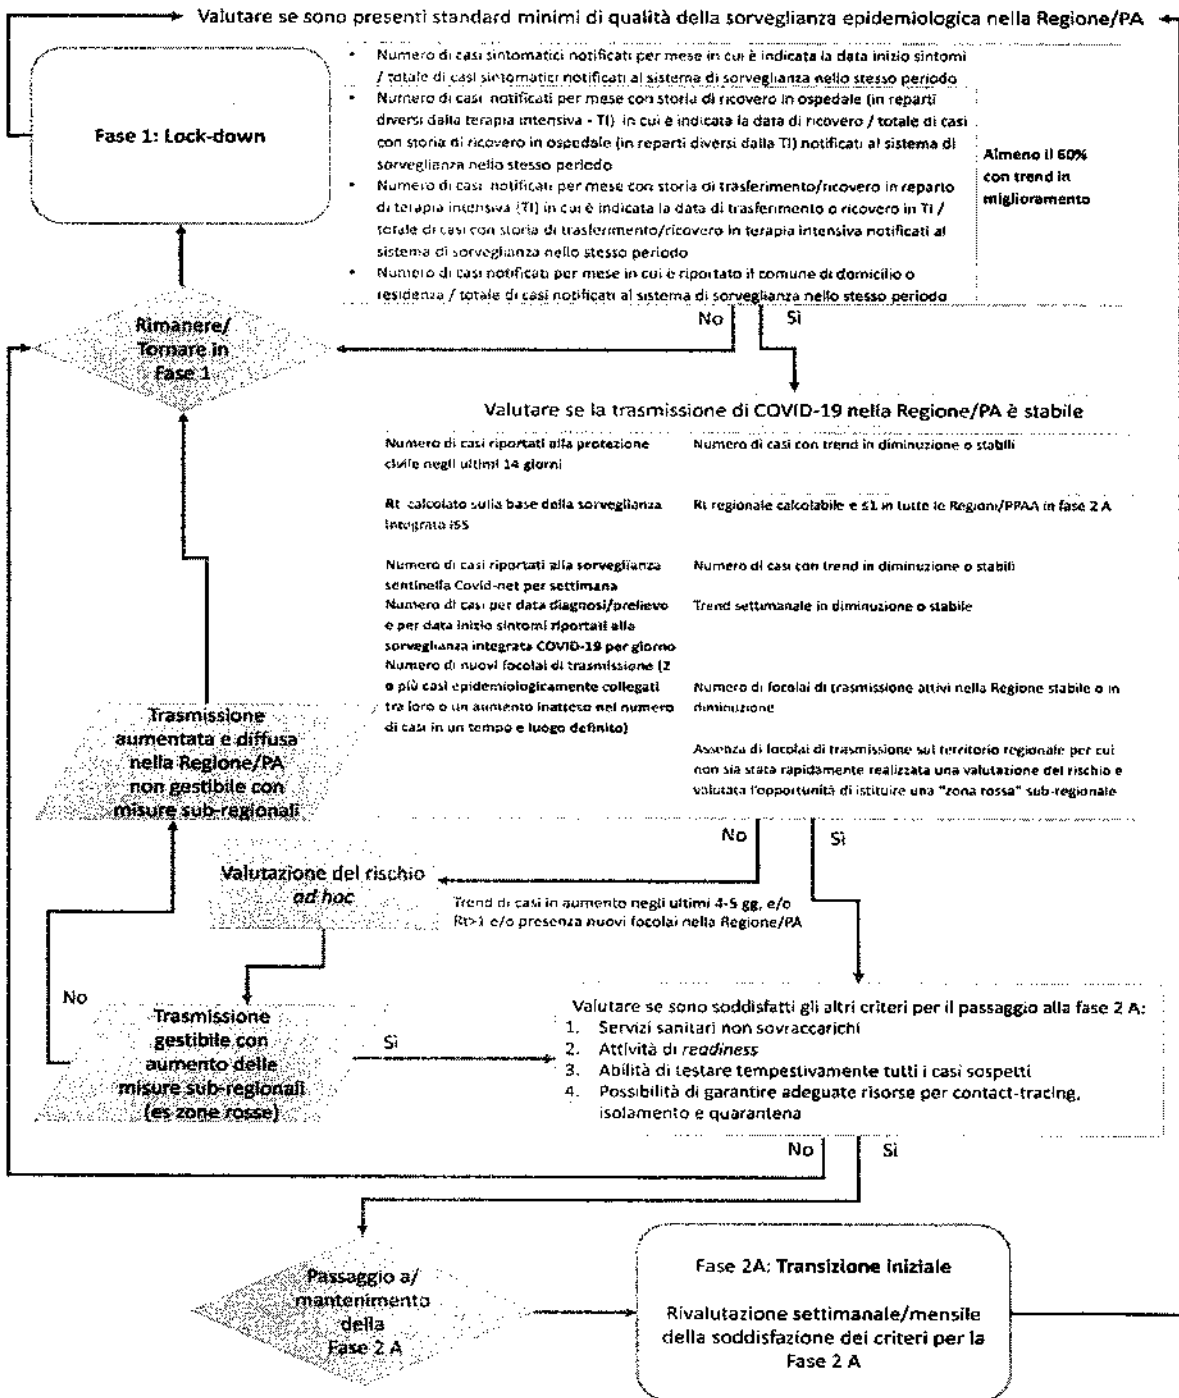 Valutare se sono presenti standard minimi di qualità della sorveglianza epidemiologica nella Regione/PA
Fase 1: Lock-down
• Numero di casi sintomatici notificati per mese in cui è indicata la data inizio sintomi
/ totale di casi sintomatici notificati al sistema di sorveglianza nello stesso periodo
• Numero di casi notificati per mese con storia di ricovero in ospedale (in reparti
diversi dalla terapia intensiva - TI) in cui è indicata la data di ricovero / totale di casi
con storia di ricovero in ospedale (in reparti diversi dalla TI) notificati al sistema di
sorveglianza nello stesso periodo
• Numero di casi notificati per mese con storia di trasferimento/ricovero in reparto
di terapia intensiva (TI) in cui è indicata la data di trasferimento o ricovero in TI /
totale di casi con storia di trasferimento/ricovero in terapia intensiva notificati al
sistema di sorveglianza nello stesso periodo
• Numero di casi notificati per mese in cui è riportato il comune di domicilio o
residenza / totale di casi notificati al sistema di sorveglianza nello stesso periodo
Almeno il 60%
con trend in
miglioramento
No
Sì
Rimanere/
Tornare in
Fase 1
Valutare se la trasmissione di COVID-19 nella Regione/PA è stabile
Numero di casi riportati alla protezione
civile negli ultimi 14 giorni
Numero di casi con trend in diminuzione o stabili
Rt calcolato sulla base della sorveglianza
integrata ISS
Rt regionale calcolabile e ≤1 in tutte le Regioni/PPAA in fase 2 A
Numero di casi riportati alla sorveglianza
sentinella Covid-net per settimana
Numero di casi con trend in diminuzione o stabili
Numero di casi per data diagnosi/prelievo
e per data inizio sintomi riportati alla
sorveglianza integrata COVID-19 per giorno
Trend settimanale in diminuzione o stabile
Numero di nuovi focolai di trasmissione (2
o più casi epidemiologicamente collegati
tra loro o un aumento inatteso nel numero
di casi in un tempo e luogo definito)
Numero di focolai di trasmissione attivi nella Regione stabile o in
diminuzione
Assenza di focolai di trasmissione sul territorio regionale per cui
non sia stata rapidamente realizzata una valutazione del rischio e
valutata l'opportunità di istituire una "zona rossa" sub-regionale
Trasmissione
aumentata e diffusa
nella Regione/PA
non gestibile con
misure sub-regionali
No
Sì
Valutazione del rischio
ad hoc
Trend di casi in aumento negli ultimi 4-5 gg, e/o
Rt>1 e/o presenza nuovi focolai nella Regione/PA
No
Trasmissione
gestibile con
aumento delle
misure sub-regionali
(es zone rosse)
Sì
Valutare se sono soddisfatti gli altri criteri per il passaggio alla fase 2 A:
1. Servizi sanitari non sovraccarichi
2. Attività di readiness
3. Abilità di testare tempestivamente tutti i casi sospetti
4. Possibilità di garantire adeguate risorse per contact-tracing,
isolamento e quarantena
No
Sì
Passaggio a/
mantenimento
della
Fase 2 A
Fase 2A: Transizione iniziale
Rivalutazione settimanale/mensile
della soddisfazione dei criteri per la
Fase 2 A